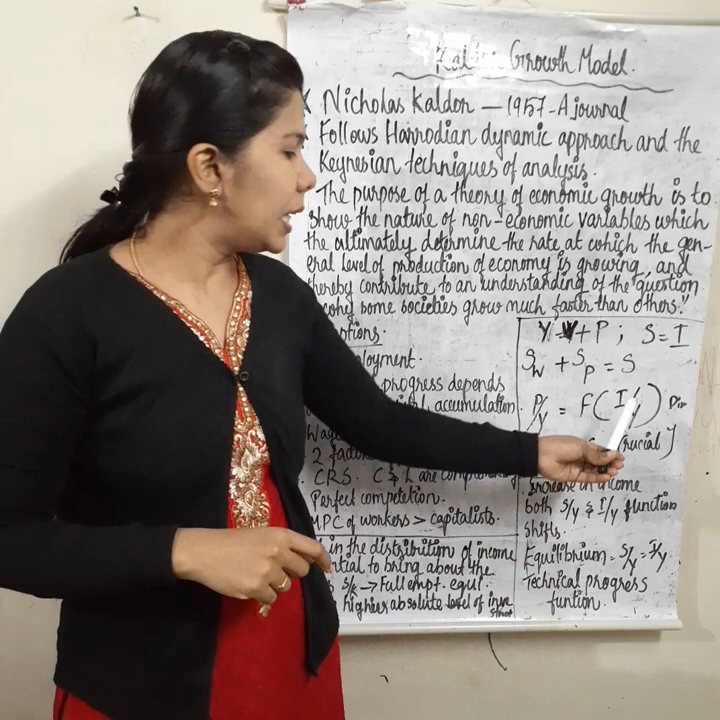 Kaldor Growth Model.
Nicholas Kaldor — 1957 - A journal
Follows Harrodian dynamic approach and the
Keynesian techniques of analysis.
The purpose of a theory of economic growth is to
show the nature of non-economic variables which
the ultimately determine the rate at which the gen-
eral level of production of economy is growing, and
thereby contribute to an understanding of the question
why some societies grow much faster than others."
progress depends
accumulation.
2
CRS. C & L are
Perfect competition.
MPC of workers > capitalists.
in the distribution of income
to bring about the
S/Y → Full empt. equi.
higher absolute level of
Y = W + P ; S = I
Sw + Sp = S
P/Y = F(I/Y)
crucial
Increase in income
both S/Y & I/Y function
shifts.
Equilibrium = S/Y = I/Y
Technical progress
funtion.